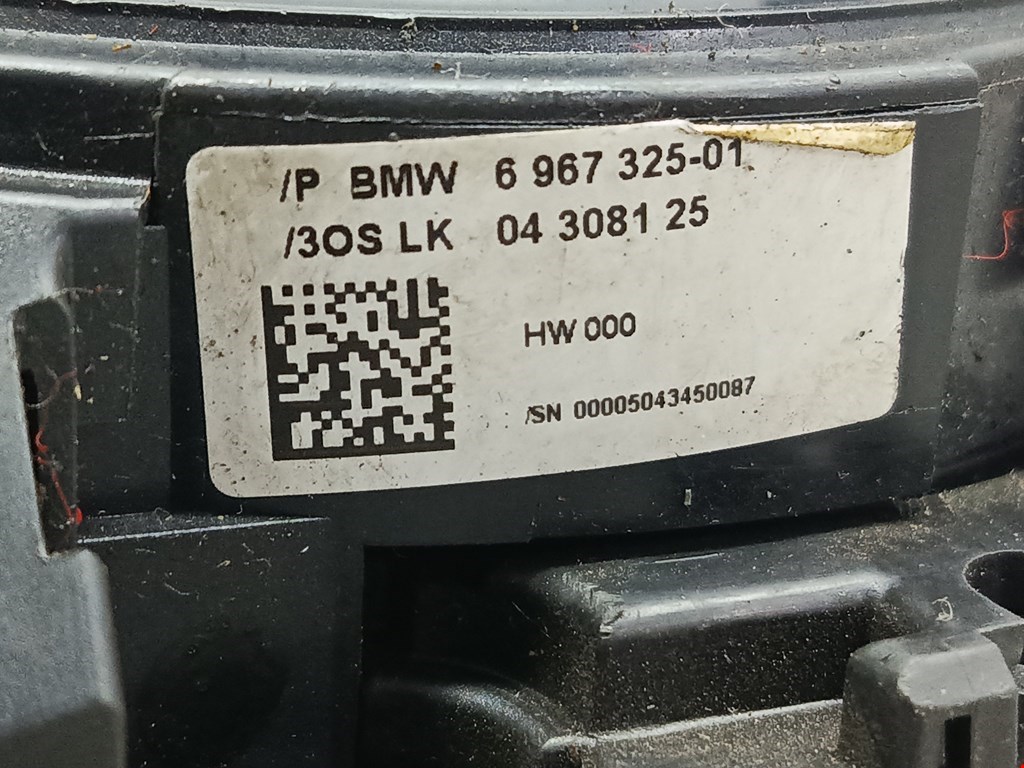 /P BMW 6 967 325-01
/3OS LK 04 3081 25
HW 000
/SN 00005043450087